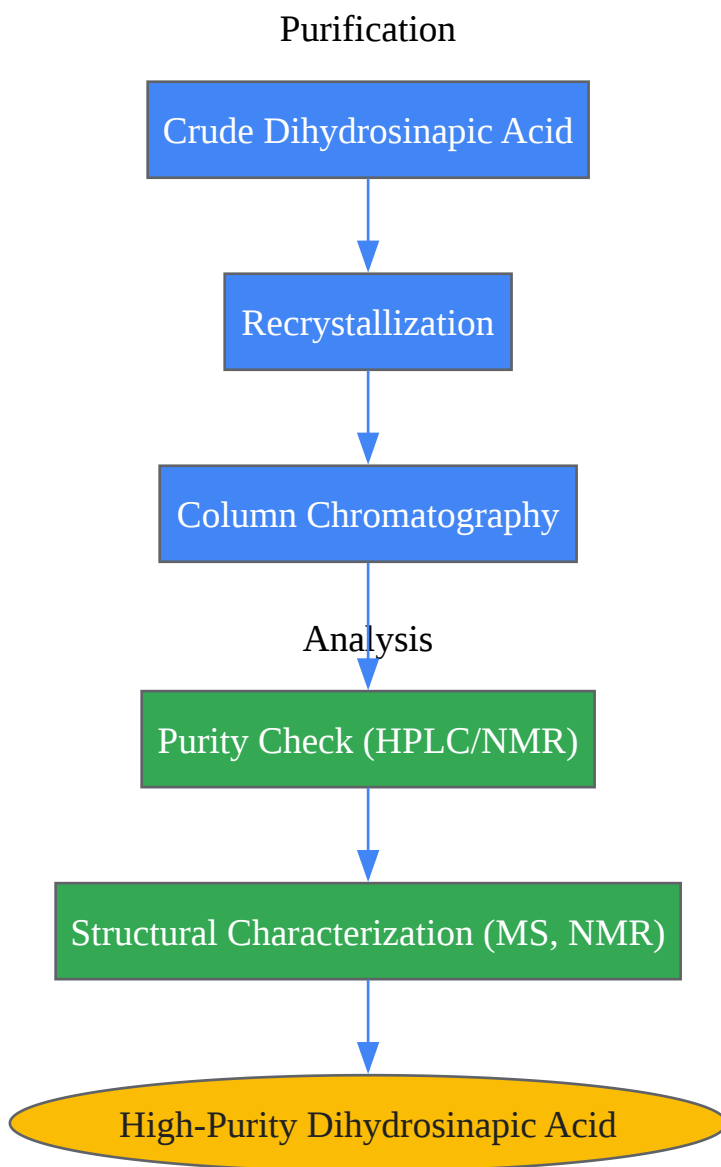 Purification
Crude Dihydrosinapic Acid
Recrystallization
Column Chromatography
Analysis
Purity Check (HPLC/NMR)
Structural Characterization (MS, NMR)
High-Purity Dihydrosinapic Acid